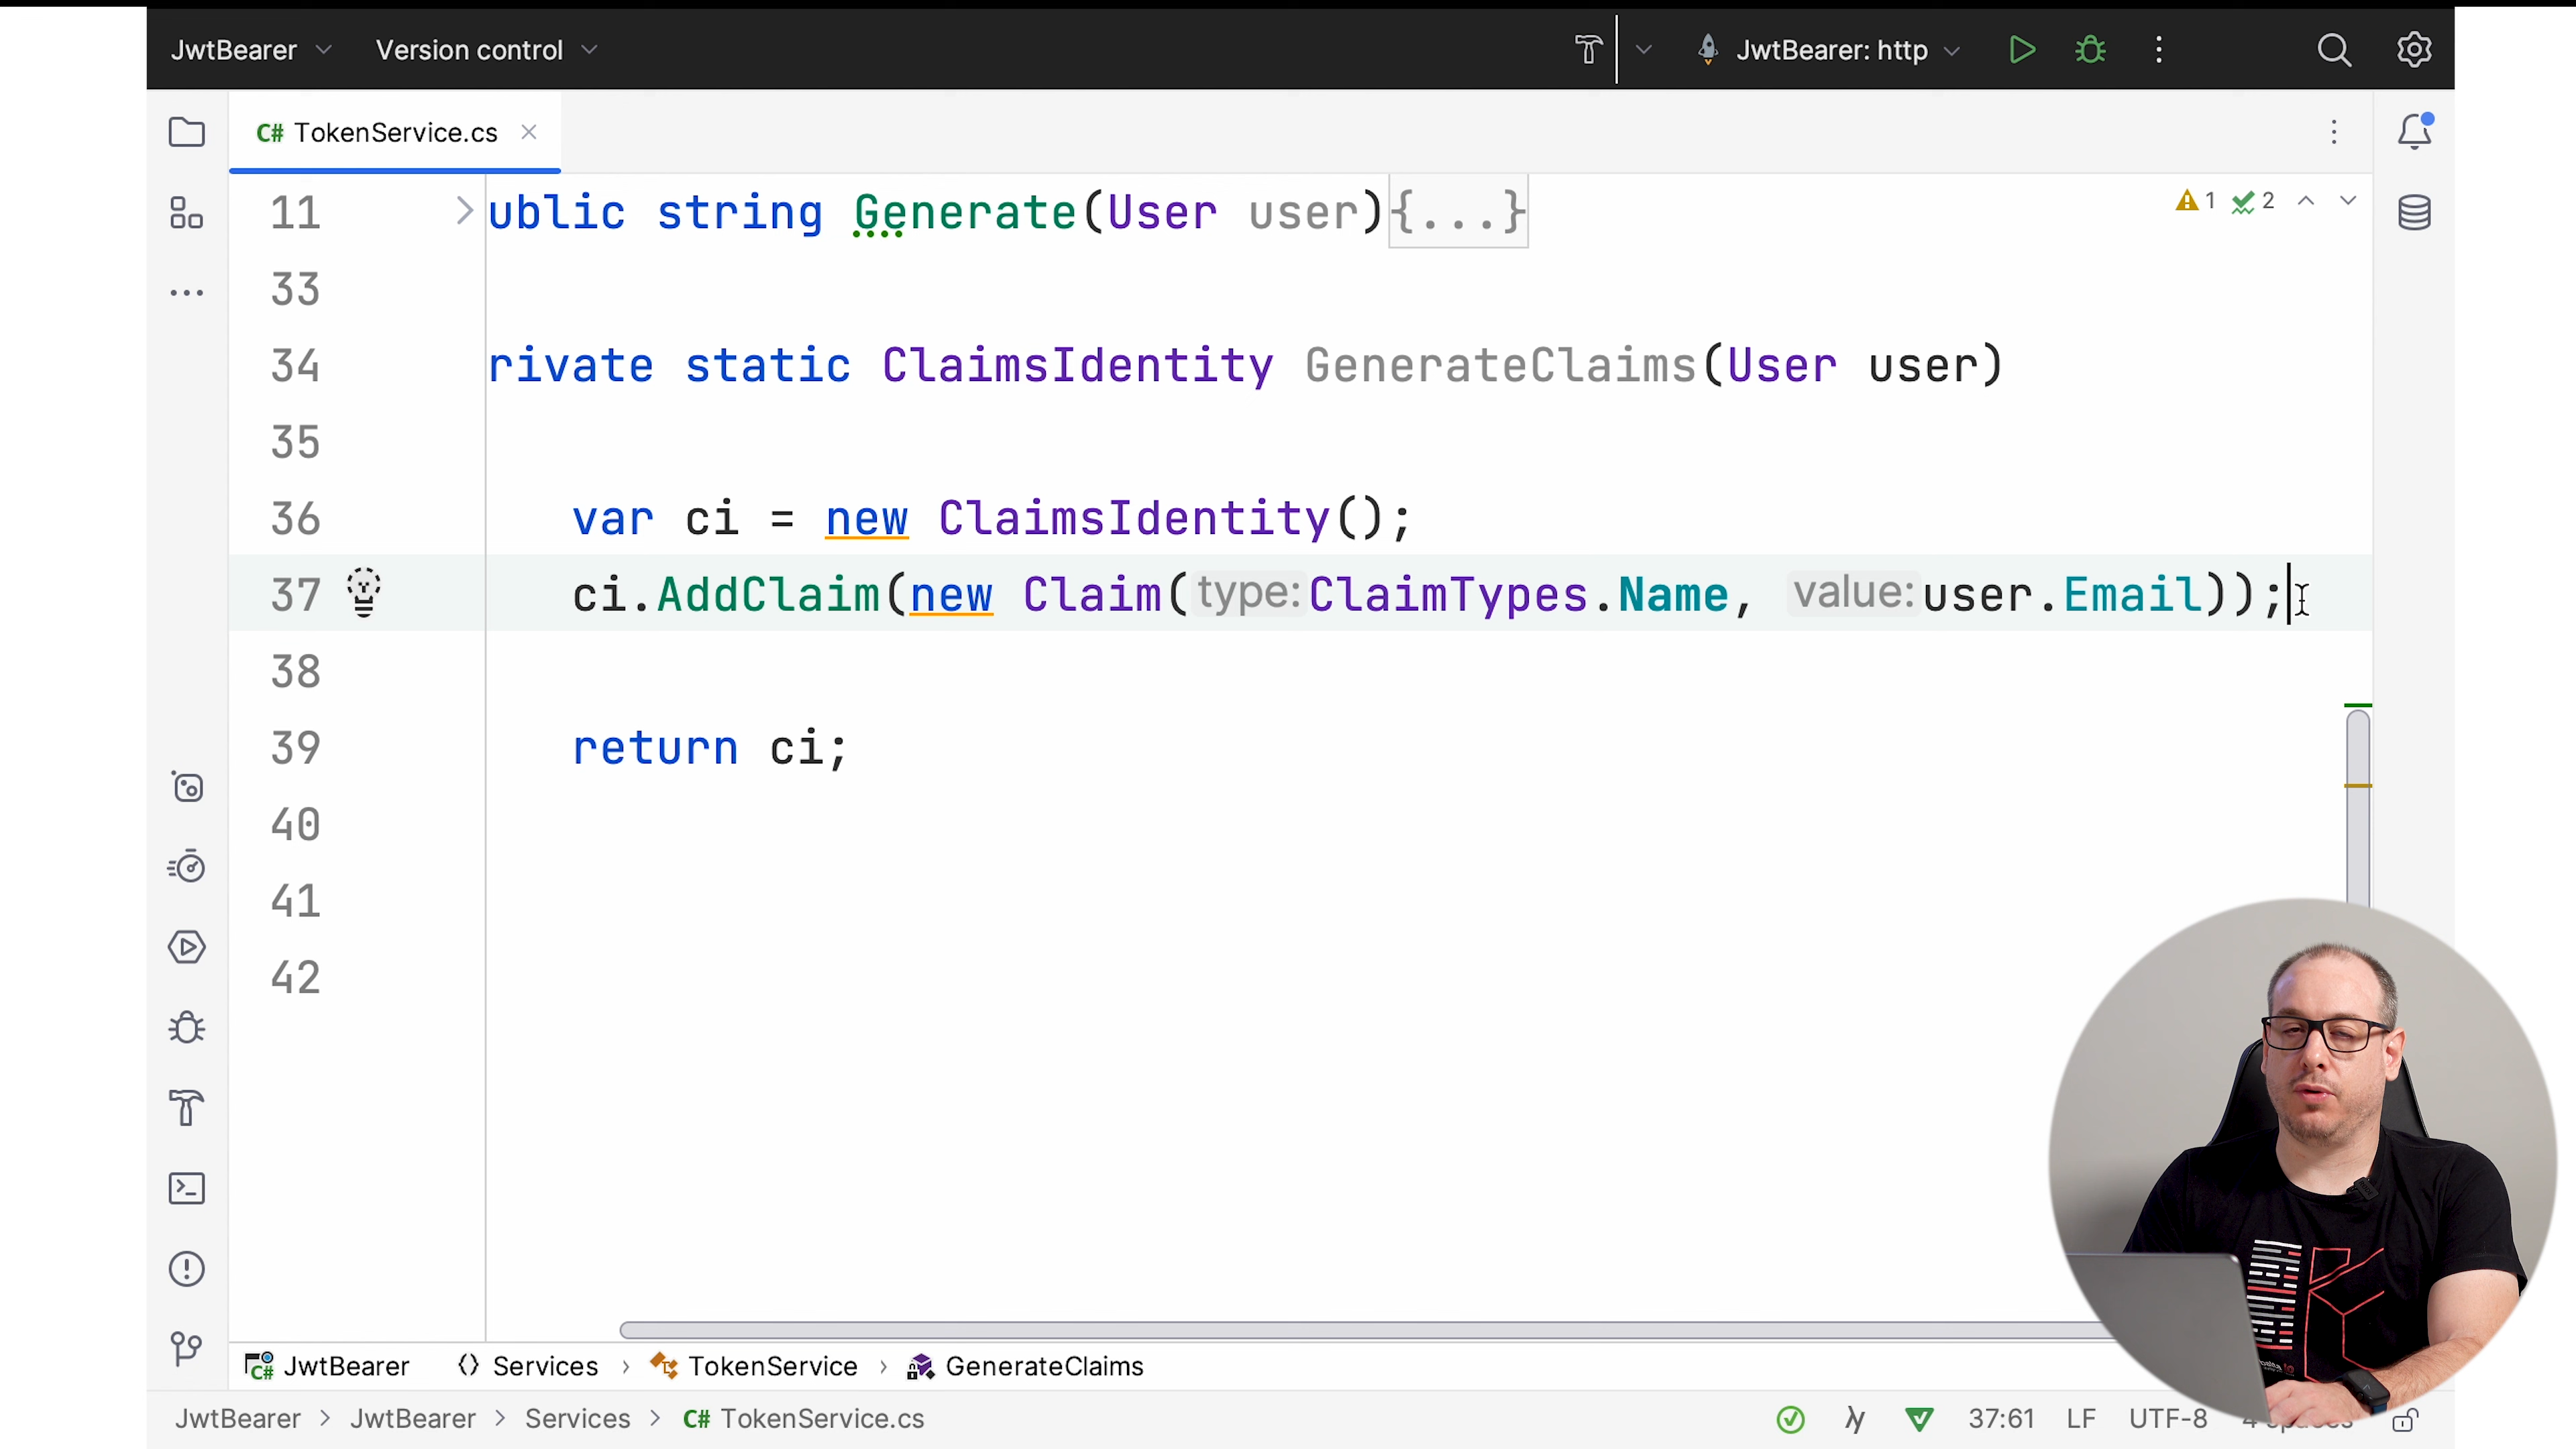 JwtBearer Version control JwtBearer: http
C# TokenService.cs
11 ublic string Generate(User user){...} 1 2
33
34 rivate static ClaimsIdentity GenerateClaims(User user)
35
36 var ci = new ClaimsIdentity();
37 ci.AddClaim(new Claim(type:ClaimTypes.Name, value:user.Email));
38
39 return ci;
40
41
42
JwtBearer Services › TokenService › GenerateClaims
JwtBearer > JwtBearer > Services > C# TokenService.cs 37:61 LF UTF-8 4 spaces